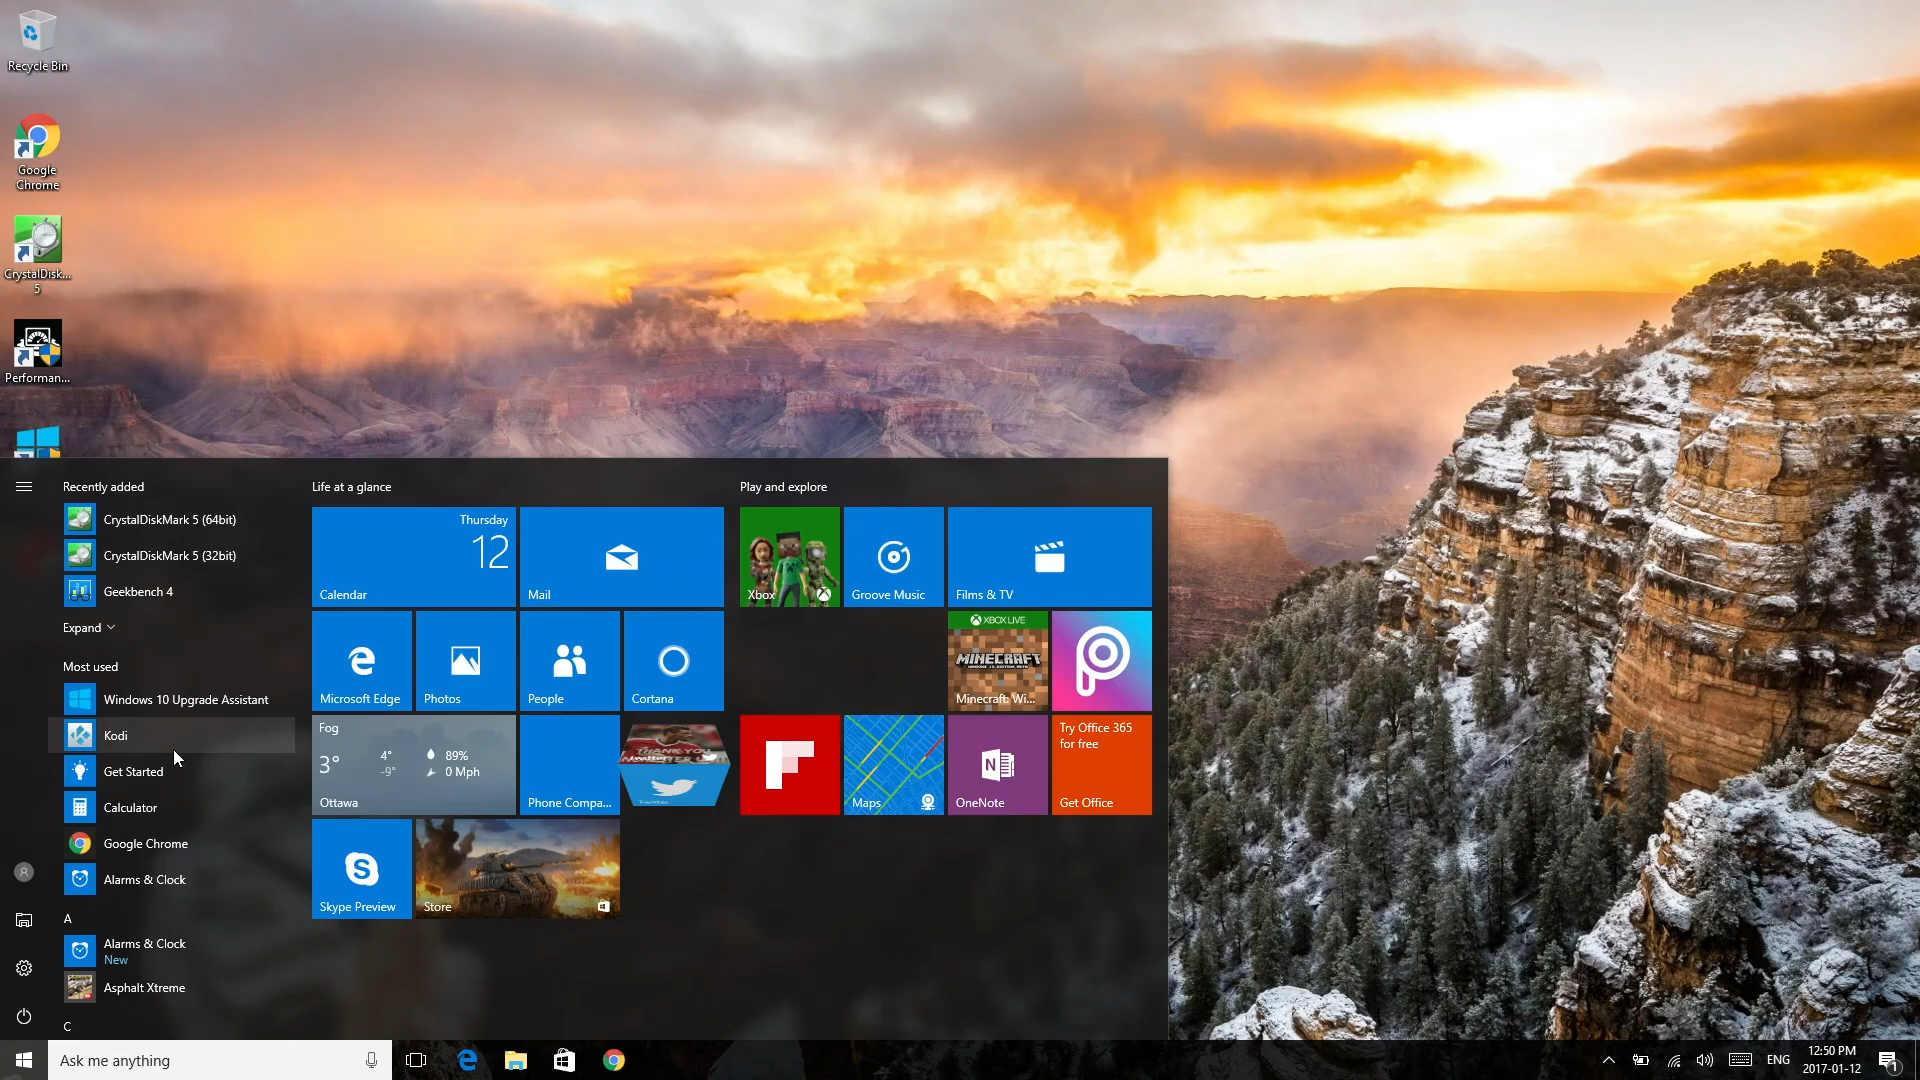 Recycle Bin
Google
Chrome
CrystalDisk...
5
Performan...
Recently added
CrystalDiskMark 5 (64bit)
CrystalDiskMark 5 (32bit)
Geekbench 4
Expand
Most used
Windows 10 Upgrade Assistant
Kodi
Get Started
Calculator
Google Chrome
Alarms & Clock
A
Alarms & Clock
New
Asphalt Xtreme
C
Life at a glance
Thursday
12
Calendar
Mail
Microsoft Edge
Photos
People
Cortana
Fog
3°
4°
-9°
89%
0 Mph
Ottawa
Phone Compa...
THANK YOU
Skype Preview
Store
Play and explore
Xbox
Groove Music
Films & TV
XBOX LIVE
MINECRAFT
Minecraft: Wi...
Maps
OneNote
Try Office 365
for free
Get Office
Ask me anything
ENG
12:50 PM
2017-01-12
1